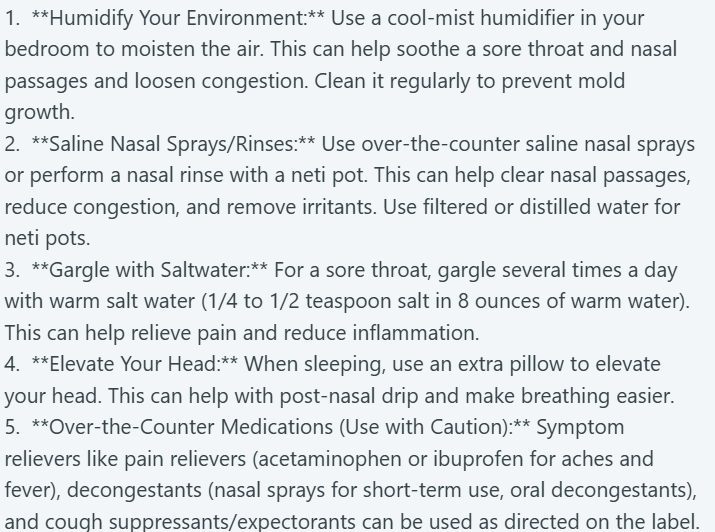 1.  **Humidify Your Environment:** Use a cool-mist humidifier in your
bedroom to moisten the air. This can help soothe a sore throat and nasal
passages and loosen congestion. Clean it regularly to prevent mold
growth.
2.  **Saline Nasal Sprays/Rinses:** Use over-the-counter saline nasal sprays
or perform a nasal rinse with a neti pot. This can help clear nasal passages,
reduce congestion, and remove irritants. Use filtered or distilled water for
neti pots.
3.  **Gargle with Saltwater:** For a sore throat, gargle several times a day
with warm salt water (1/4 to 1/2 teaspoon salt in 8 ounces of warm water).
This can help relieve pain and reduce inflammation.
4.  **Elevate Your Head:** When sleeping, use an extra pillow to elevate
your head. This can help with post-nasal drip and make breathing easier.
5.  **Over-the-Counter Medications (Use with Caution):** Symptom
relievers like pain relievers (acetaminophen or ibuprofen for aches and
fever), decongestants (nasal sprays for short-term use, oral decongestants),
and cough suppressants/expectorants can be used as directed on the label.